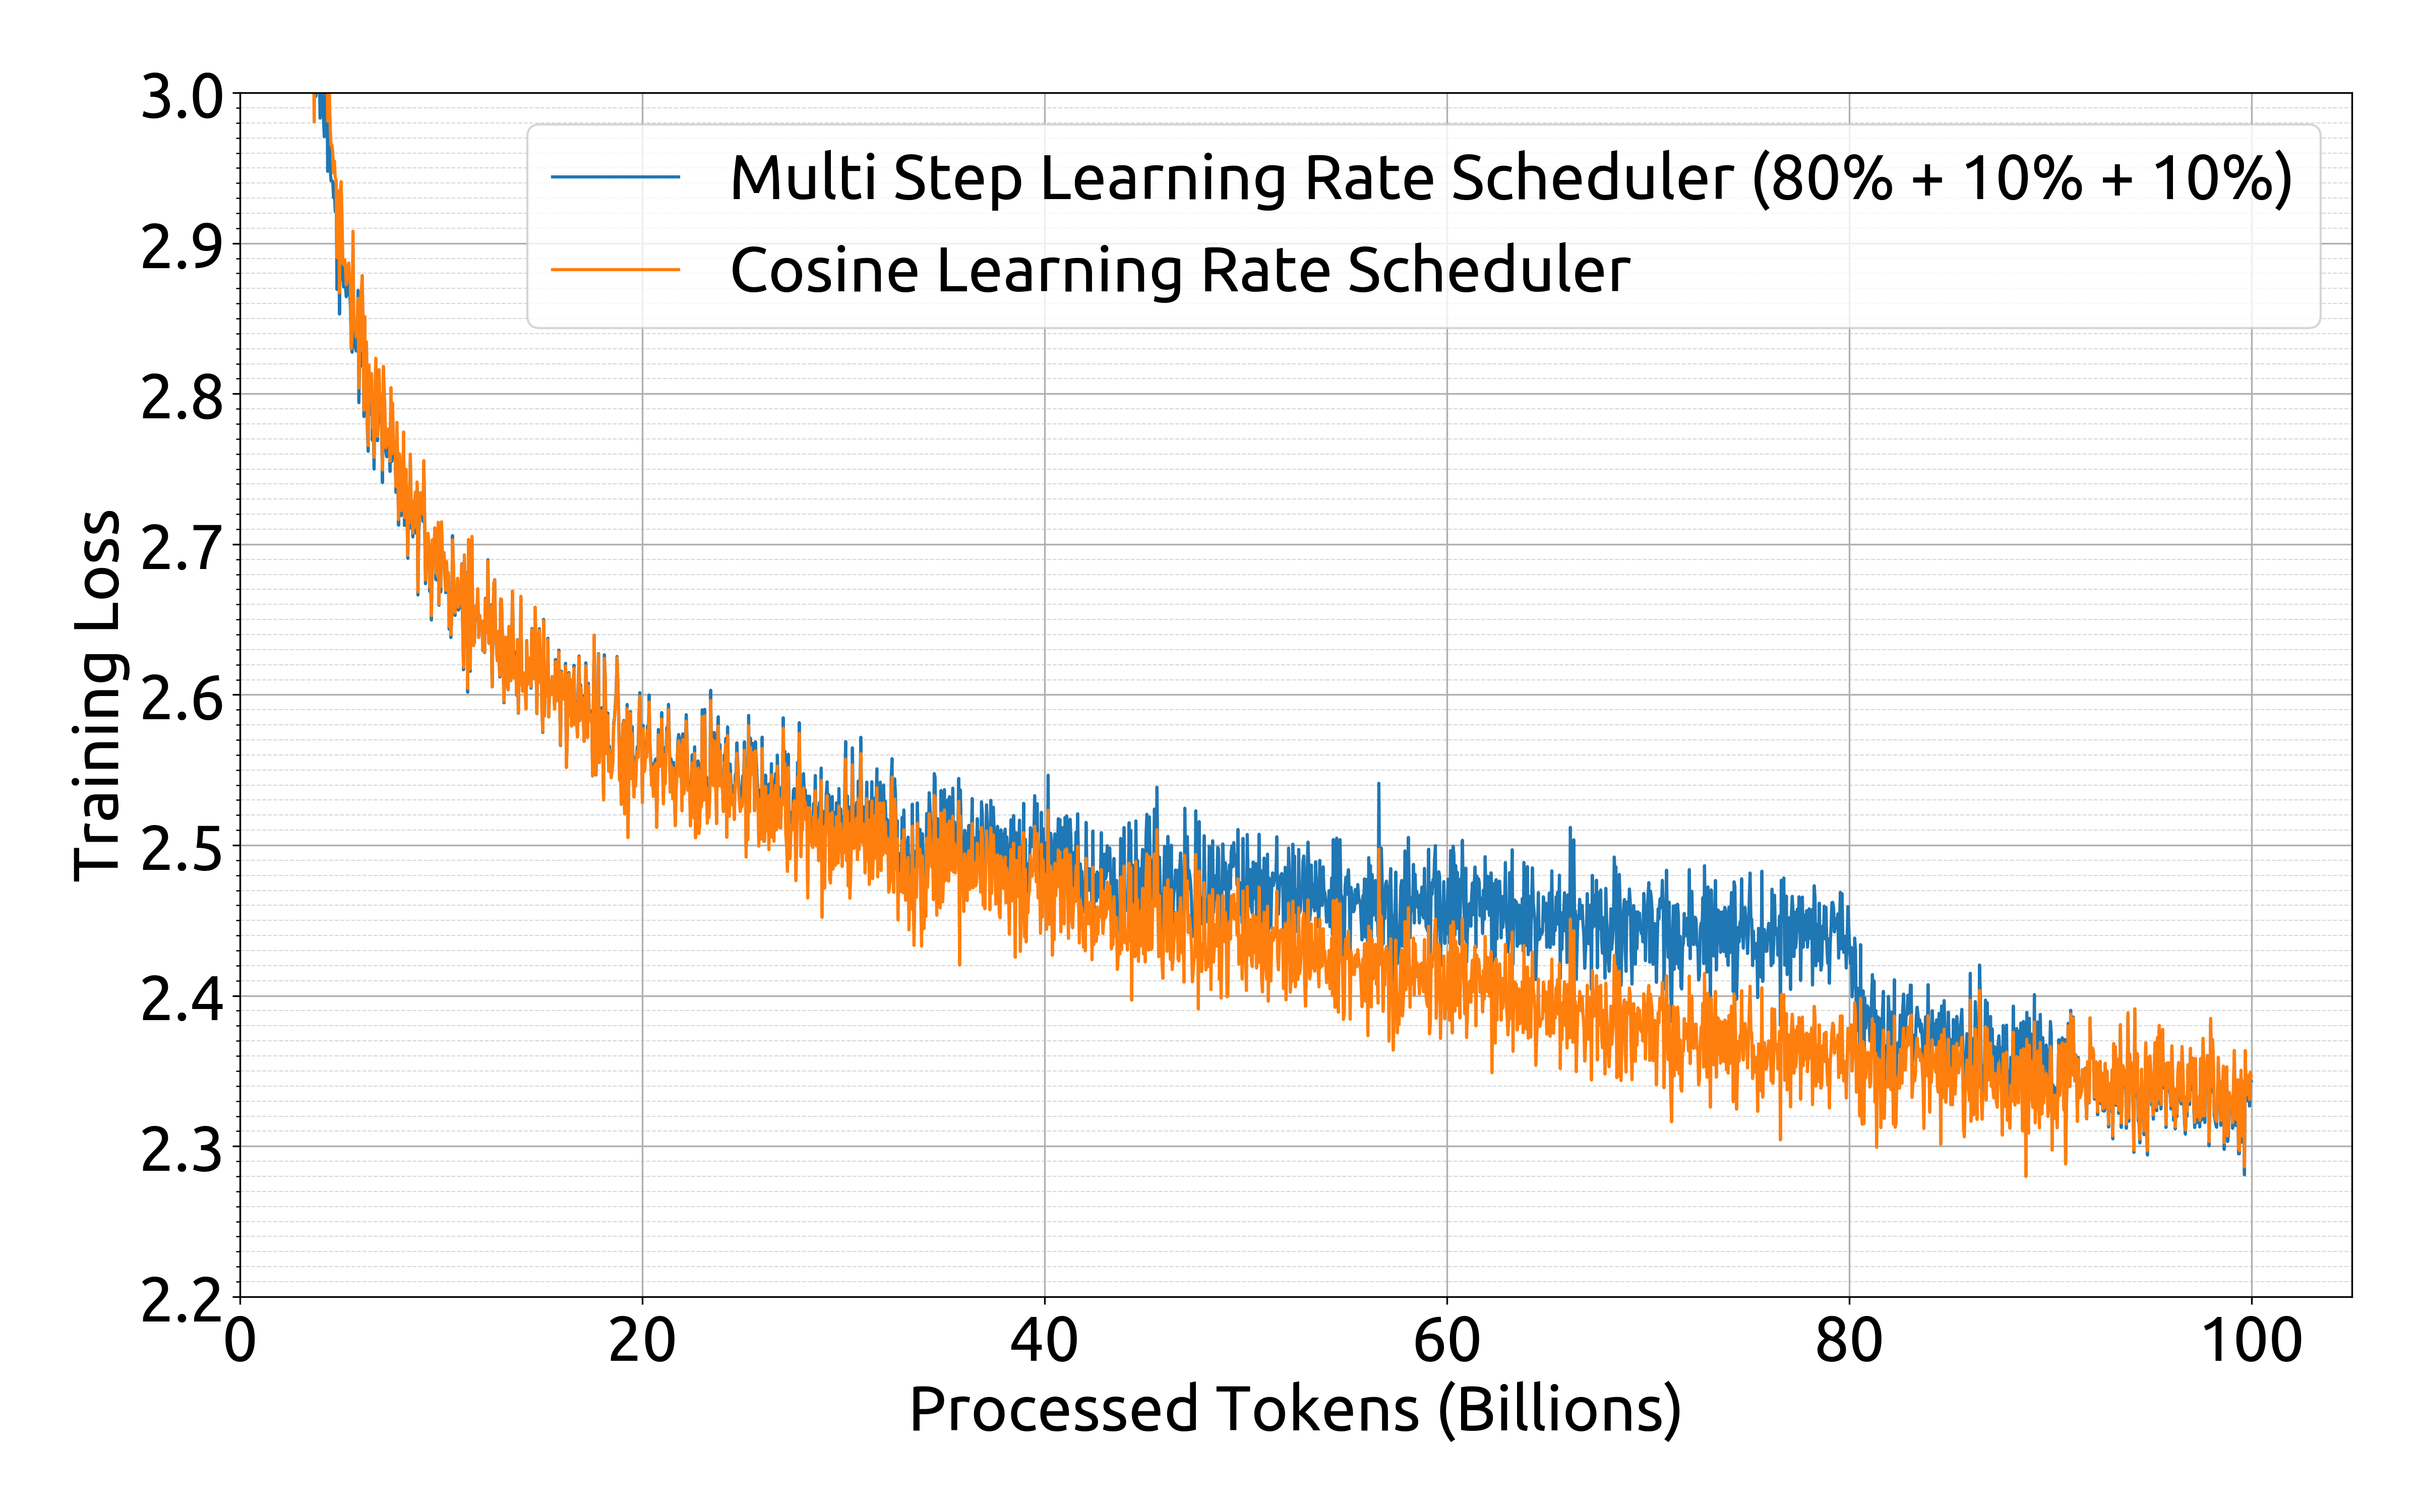 3.0
2.9
2.8
2.7
2.6
2.5
2.4
2.3
2.2
Training Loss
Multi Step Learning Rate Scheduler (80% + 10% + 10%)
Cosine Learning Rate Scheduler
0 20 40 60 80 100
Processed Tokens (Billions)